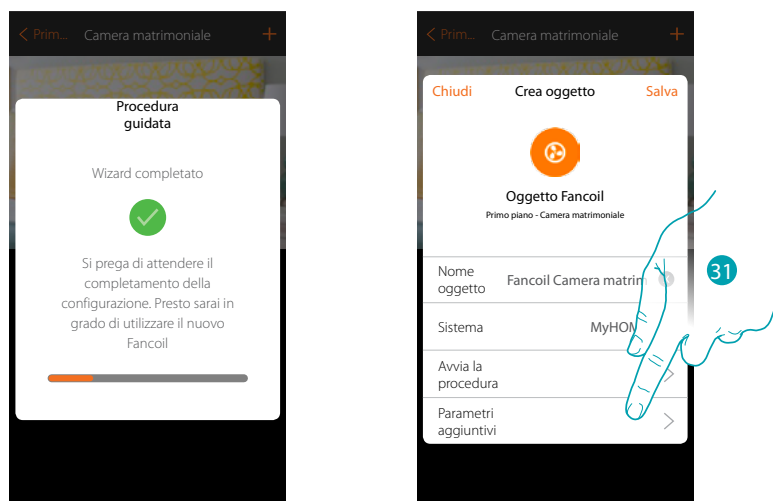 Prim... Camera matrimoniale +
Procedura
guidata
Wizard completato
Si prega di attendere il
completamento della
configurazione. Presto sarai in
grado di utilizzare il nuovo
Fancoil
Prim... Camera matrimoniale +
Chiudi Crea oggetto Salva
Oggetto Fancoil
Primo piano - Camera matrimoniale
Nome
oggetto
Fancoil Camera matrim
Sistema MyHOM
Avvia la
procedura
Parametri
aggiuntivi
31